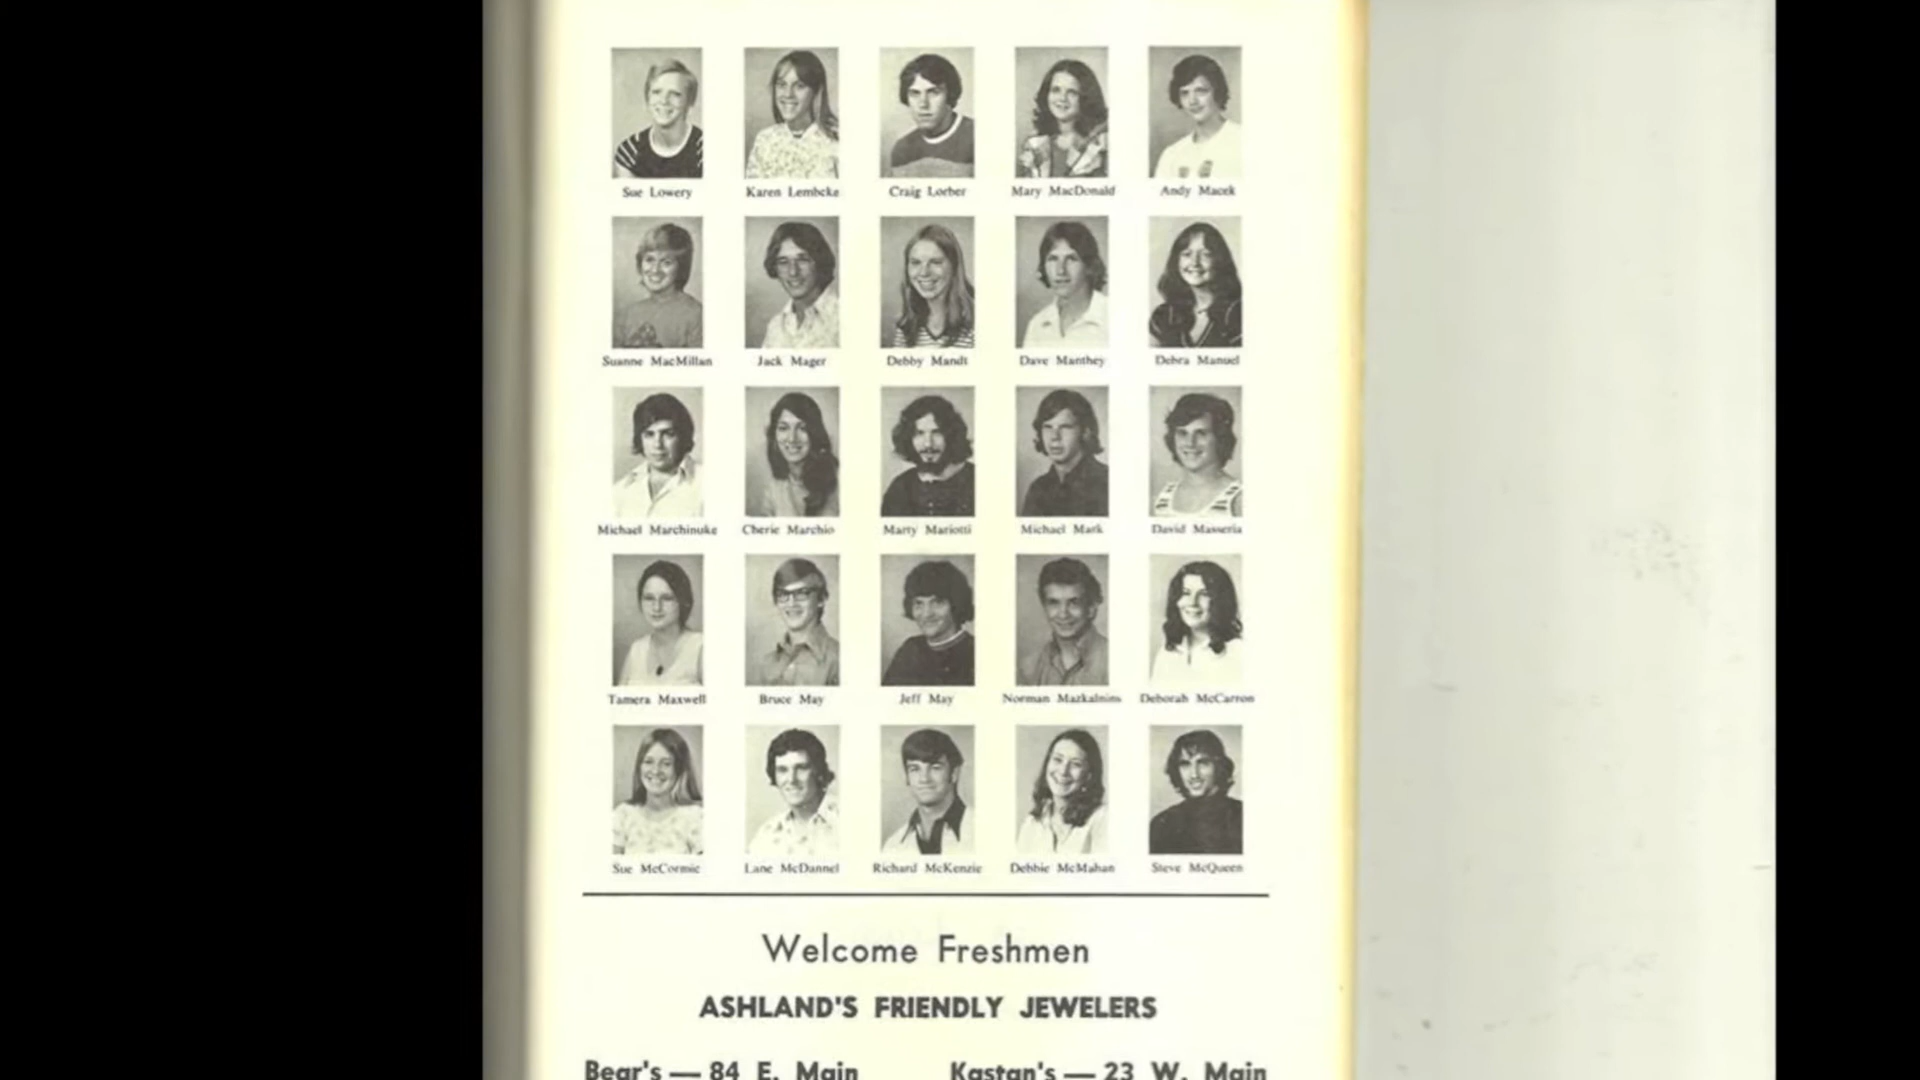 Sue Lowery Karen Lembcke Craig Lorber Mary MacDonald Andy Macek
Suanne MacMillan Jack Mager Debby Mandt Dave Manthey Debra Manuel
Michael Marchinuke Cherie Marchio Marty Mariotti Michael Mark David Masseria
Tamera Maxwell Bruce May Jeff May Norman Mazkalnins Deborah McCarron
Sue McCormic Lane McDannel Richard McKenzie Debbie McMahan Steve McQueen
Welcome Freshmen
ASHLAND'S FRIENDLY JEWELERS
Bear's — 84 E. Main Kastan's — 23 W. Main